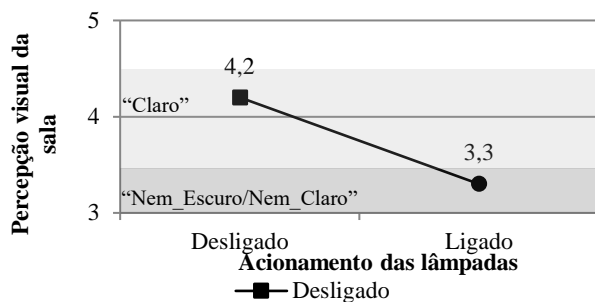 Percepção visual da
sala
5
4
3
4,2
3,3
“Claro”
“Nem_Escuro/Nem_Claro”
Desligado
Ligado
Acionamento das lâmpadas
Desligado